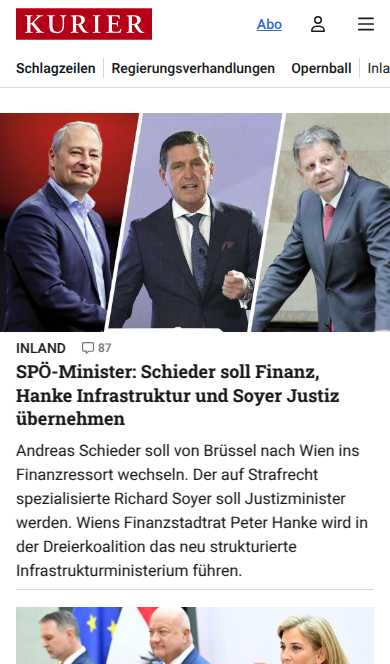 KURIER
Abo
Schlagzeilen
Regierungsverhandlungen
Opernball
Inla
INLAND
87
SPÖ-Minister: Schieder soll Finanz,
Hanke Infrastruktur und Soyer Justiz
übernehmen
Andreas Schieder soll von Brüssel nach Wien ins
Finanzressort wechseln. Der auf Strafrecht
spezialisierte Richard Soyer soll Justizminister
werden. Wiens Finanzstadtrat Peter Hanke wird in
der Dreierkoalition das neu strukturierte
Infrastrukturministerium führen.